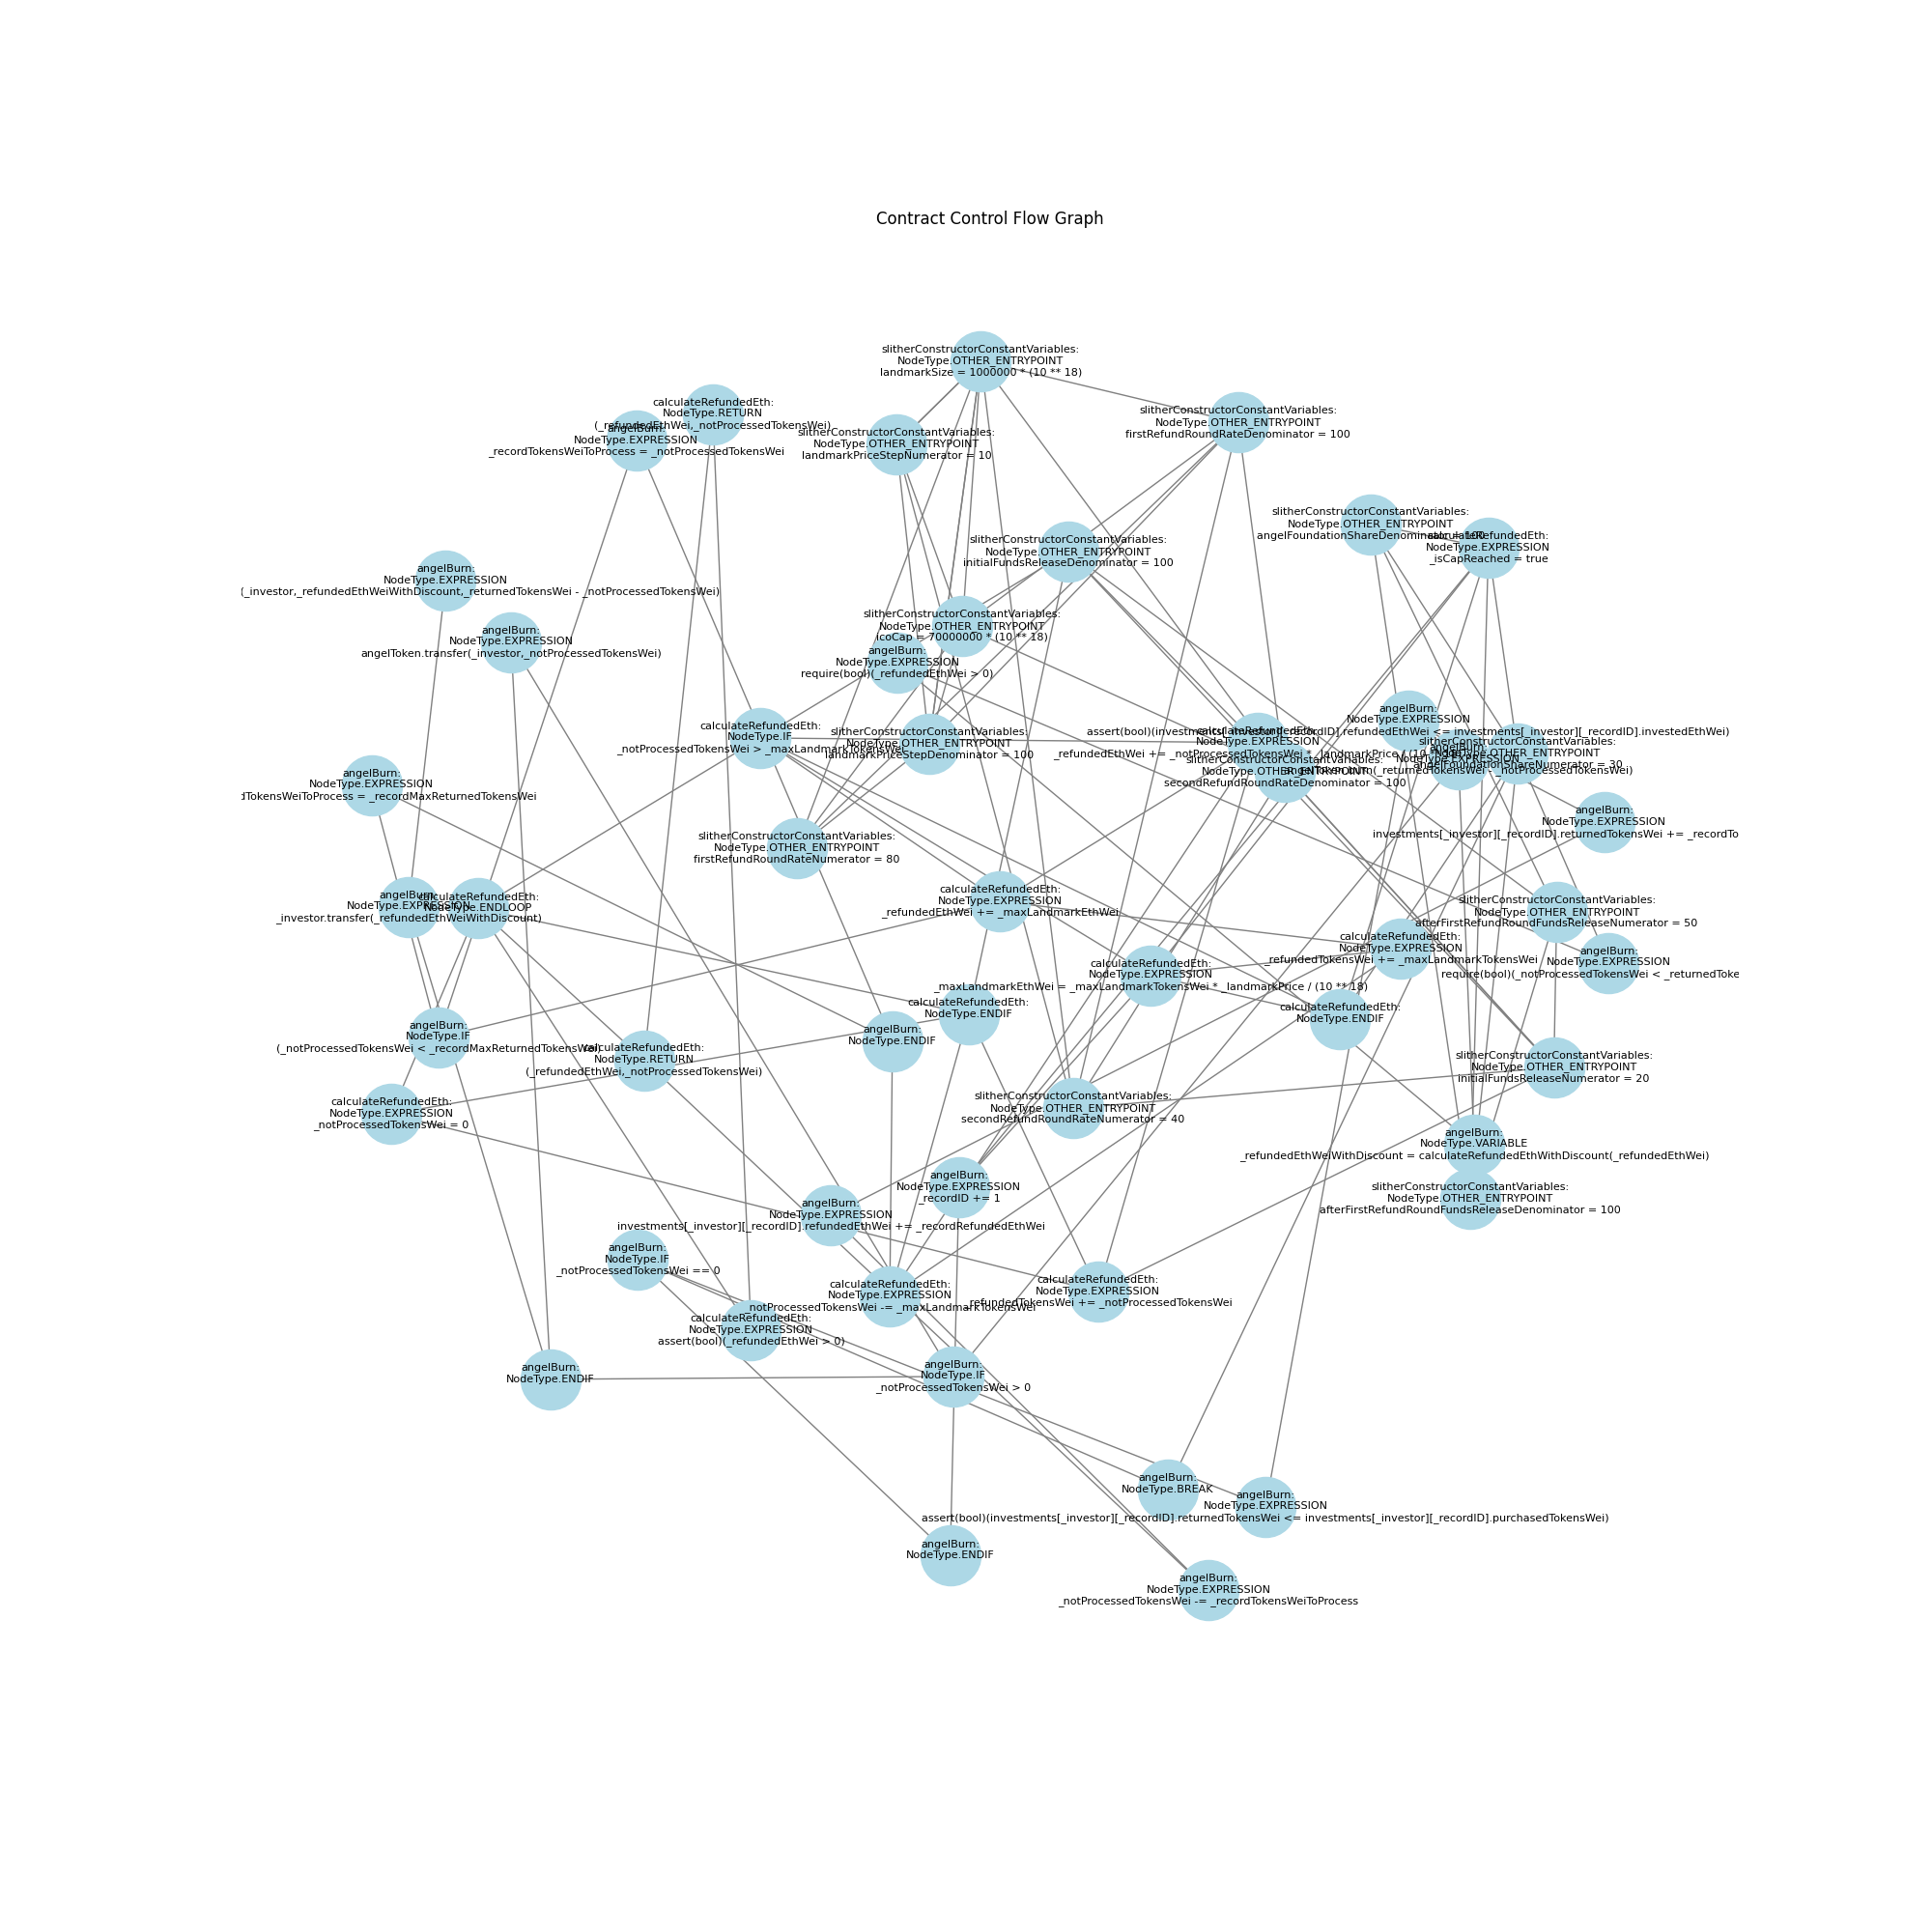 Contract Control Flow Graph
slitherConstructorConstantVariables:
NodeType.OTHER_ENTRYPOINT
landmarkSize = 1000000 * (10 ** 18)
calculateRefundedEth:
NodeType.RETURN
(_refundedEthWei,_notProcessedTokensWei)
angelBurn:
NodeType.EXPRESSION
_recordTokensWeiToProcess = _notProcessedTokensWei
slitherConstructorConstantVariables:
NodeType.OTHER_ENTRYPOINT
landmarkPriceStepNumerator = 10
slitherConstructorConstantVariables:
NodeType.OTHER_ENTRYPOINT
firstRefundRoundRateDenominator = 100
slitherConstructorConstantVariables:
NodeType.OTHER_ENTRYPOINT
angelFoundationShareDenominator = 100
calculateRefundedEth:
NodeType.EXPRESSION
_isCapReached = true
slitherConstructorConstantVariables:
NodeType.OTHER_ENTRYPOINT
initialFundsReleaseDenominator = 100
angelBurn:
NodeType.EXPRESSION
(_investor,_refundedEthWeiWithDiscount,_returnedTokensWei - _notProcessedTokensWei)
angelBurn:
NodeType.EXPRESSION
angelToken.transfer(_investor,_notProcessedTokensWei)
slitherConstructorConstantVariables:
NodeType.OTHER_ENTRYPOINT
icoCap = 70000000 * (10 ** 18)
angelBurn:
NodeType.EXPRESSION
require(bool)(_refundedEthWei > 0)
calculateRefundedEth:
NodeType.IF
_notProcessedTokensWei > _maxLandmarkTokensWei
slitherConstructorConstantVariables:
NodeType.OTHER_ENTRYPOINT
landmarkPriceStepDenominator = 100
angelBurn:
NodeType.EXPRESSION
assert(bool)(investments[_investor][_recordID].refundedEthWei <= investments[_investor][_recordID].investedEthWei)
calculateRefundedEth:
NodeType.EXPRESSION
_refundedEthWei += _notProcessedTokensWei * _landmarkPrice / (10
slitherConstructorConstantVariables:
NodeType.OTHER_ENTRYPOINT
angelFoundationShareNumerator = 30
angelBurn:
NodeType.EXPRESSION
(_returnedTokensWei - _notProcessedTokensWei)
slitherConstructorConstantVariables:
NodeType.OTHER_ENTRYPOINT
secondRefundRoundRateDenominator = 100
angelBurn:
NodeType.EXPRESSION
dTokensWeiToProcess = _recordMaxReturnedTokensWei
angelBurn:
NodeType.EXPRESSION
investments[_investor][_recordID].returnedTokensWei += _recordTo
slitherConstructorConstantVariables:
NodeType.OTHER_ENTRYPOINT
firstRefundRoundRateNumerator = 80
angelBurn:
NodeType.EXPRESSION
_investor.transfer(_refundedEthWeiWithDiscount)
calculateRefundedEth:
NodeType.ENDLOOP
calculateRefundedEth:
NodeType.EXPRESSION
_refundedEthWei += _maxLandmarkEthWei
slitherConstructorConstantVariables:
NodeType.OTHER_ENTRYPOINT
afterFirstRefundRoundFundsReleaseNumerator = 50
calculateRefundedEth:
NodeType.EXPRESSION
_refundedTokensWei += _maxLandmarkTokensWei
angelBurn:
NodeType.EXPRESSION
require(bool)(_notProcessedTokensWei < _returnedToke
calculateRefundedEth:
NodeType.EXPRESSION
_maxLandmarkEthWei = _maxLandmarkTokensWei * _landmarkPrice / (10 ** 18)
calculateRefundedEth:
NodeType.ENDIF
calculateRefundedEth:
NodeType.ENDIF
angelBurn:
NodeType.ENDIF
angelBurn:
NodeType.IF
(_notProcessedTokensWei < _recordMaxReturnedTokensWei)
calculateRefundedEth:
NodeType.RETURN
(_refundedEthWei,_notProcessedTokensWei)
slitherConstructorConstantVariables:
NodeType.OTHER_ENTRYPOINT
initialFundsReleaseNumerator = 20
calculateRefundedEth:
NodeType.EXPRESSION
_notProcessedTokensWei = 0
slitherConstructorConstantVariables:
NodeType.OTHER_ENTRYPOINT
secondRefundRoundRateNumerator = 40
angelBurn:
NodeType.VARIABLE
_refundedEthWeiWithDiscount = calculateRefundedEthWithDiscount(_refundedEthWei)
angelBurn:
NodeType.EXPRESSION
_recordID += 1
slitherConstructorConstantVariables:
NodeType.OTHER_ENTRYPOINT
afterFirstRefundRoundFundsReleaseDenominator = 100
angelBurn:
NodeType.EXPRESSION
investments[_investor][_recordID].refundedEthWei += _recordRefundedEthWei
angelBurn:
NodeType.IF
_notProcessedTokensWei == 0
calculateRefundedEth:
NodeType.EXPRESSION
_notProcessedTokensWei -= _maxLandmarkTokensWei
calculateRefundedEth:
NodeType.EXPRESSION
_refundedTokensWei += _notProcessedTokensWei
calculateRefundedEth:
NodeType.EXPRESSION
assert(bool)(_refundedEthWei > 0)
angelBurn:
NodeType.ENDIF
angelBurn:
NodeType.IF
_notProcessedTokensWei > 0
angelBurn:
NodeType.BREAK
angelBurn:
NodeType.EXPRESSION
assert(bool)(investments[_investor][_recordID].returnedTokensWei <= investments[_investor][_recordID].purchasedTokensWei)
angelBurn:
NodeType.ENDIF
angelBurn:
NodeType.EXPRESSION
_notProcessedTokensWei -= _recordTokensWeiToProcess